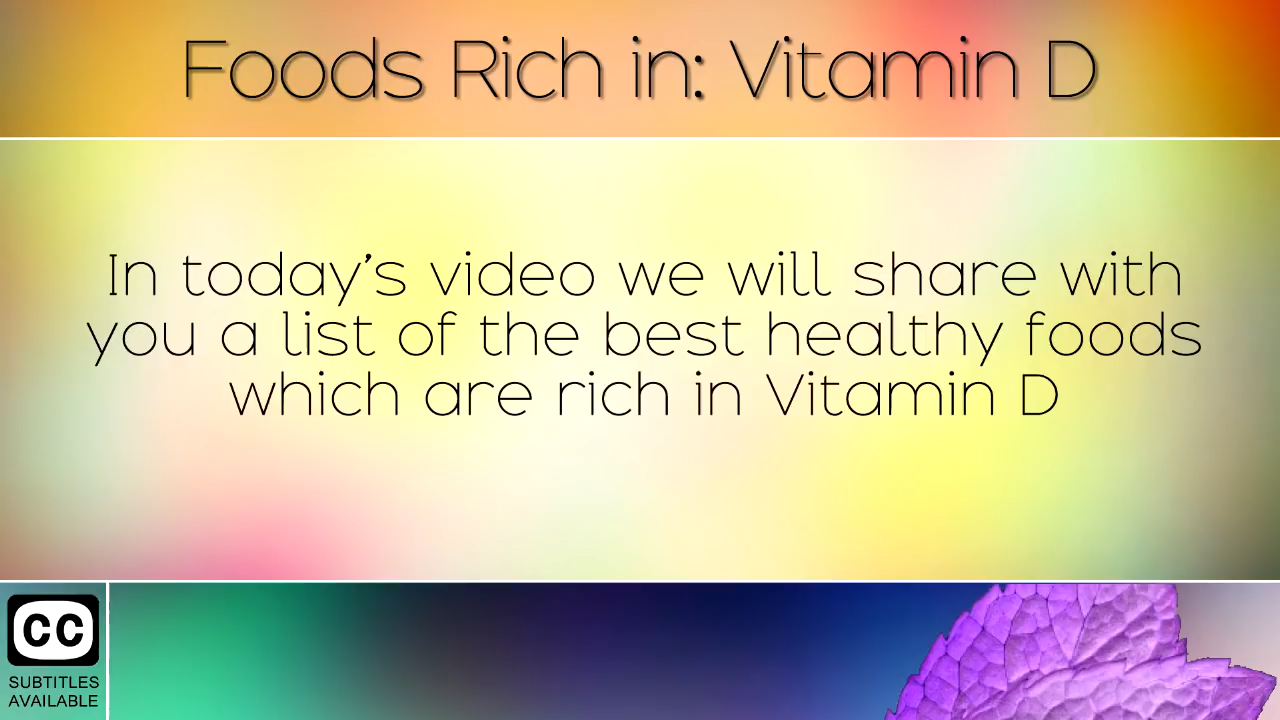 Foods Rich in: Vitamin D
In today's video we will share with
you a list of the best healthy foods
which are rich in Vitamin D
CC
SUBTITLES
AVAILABLE